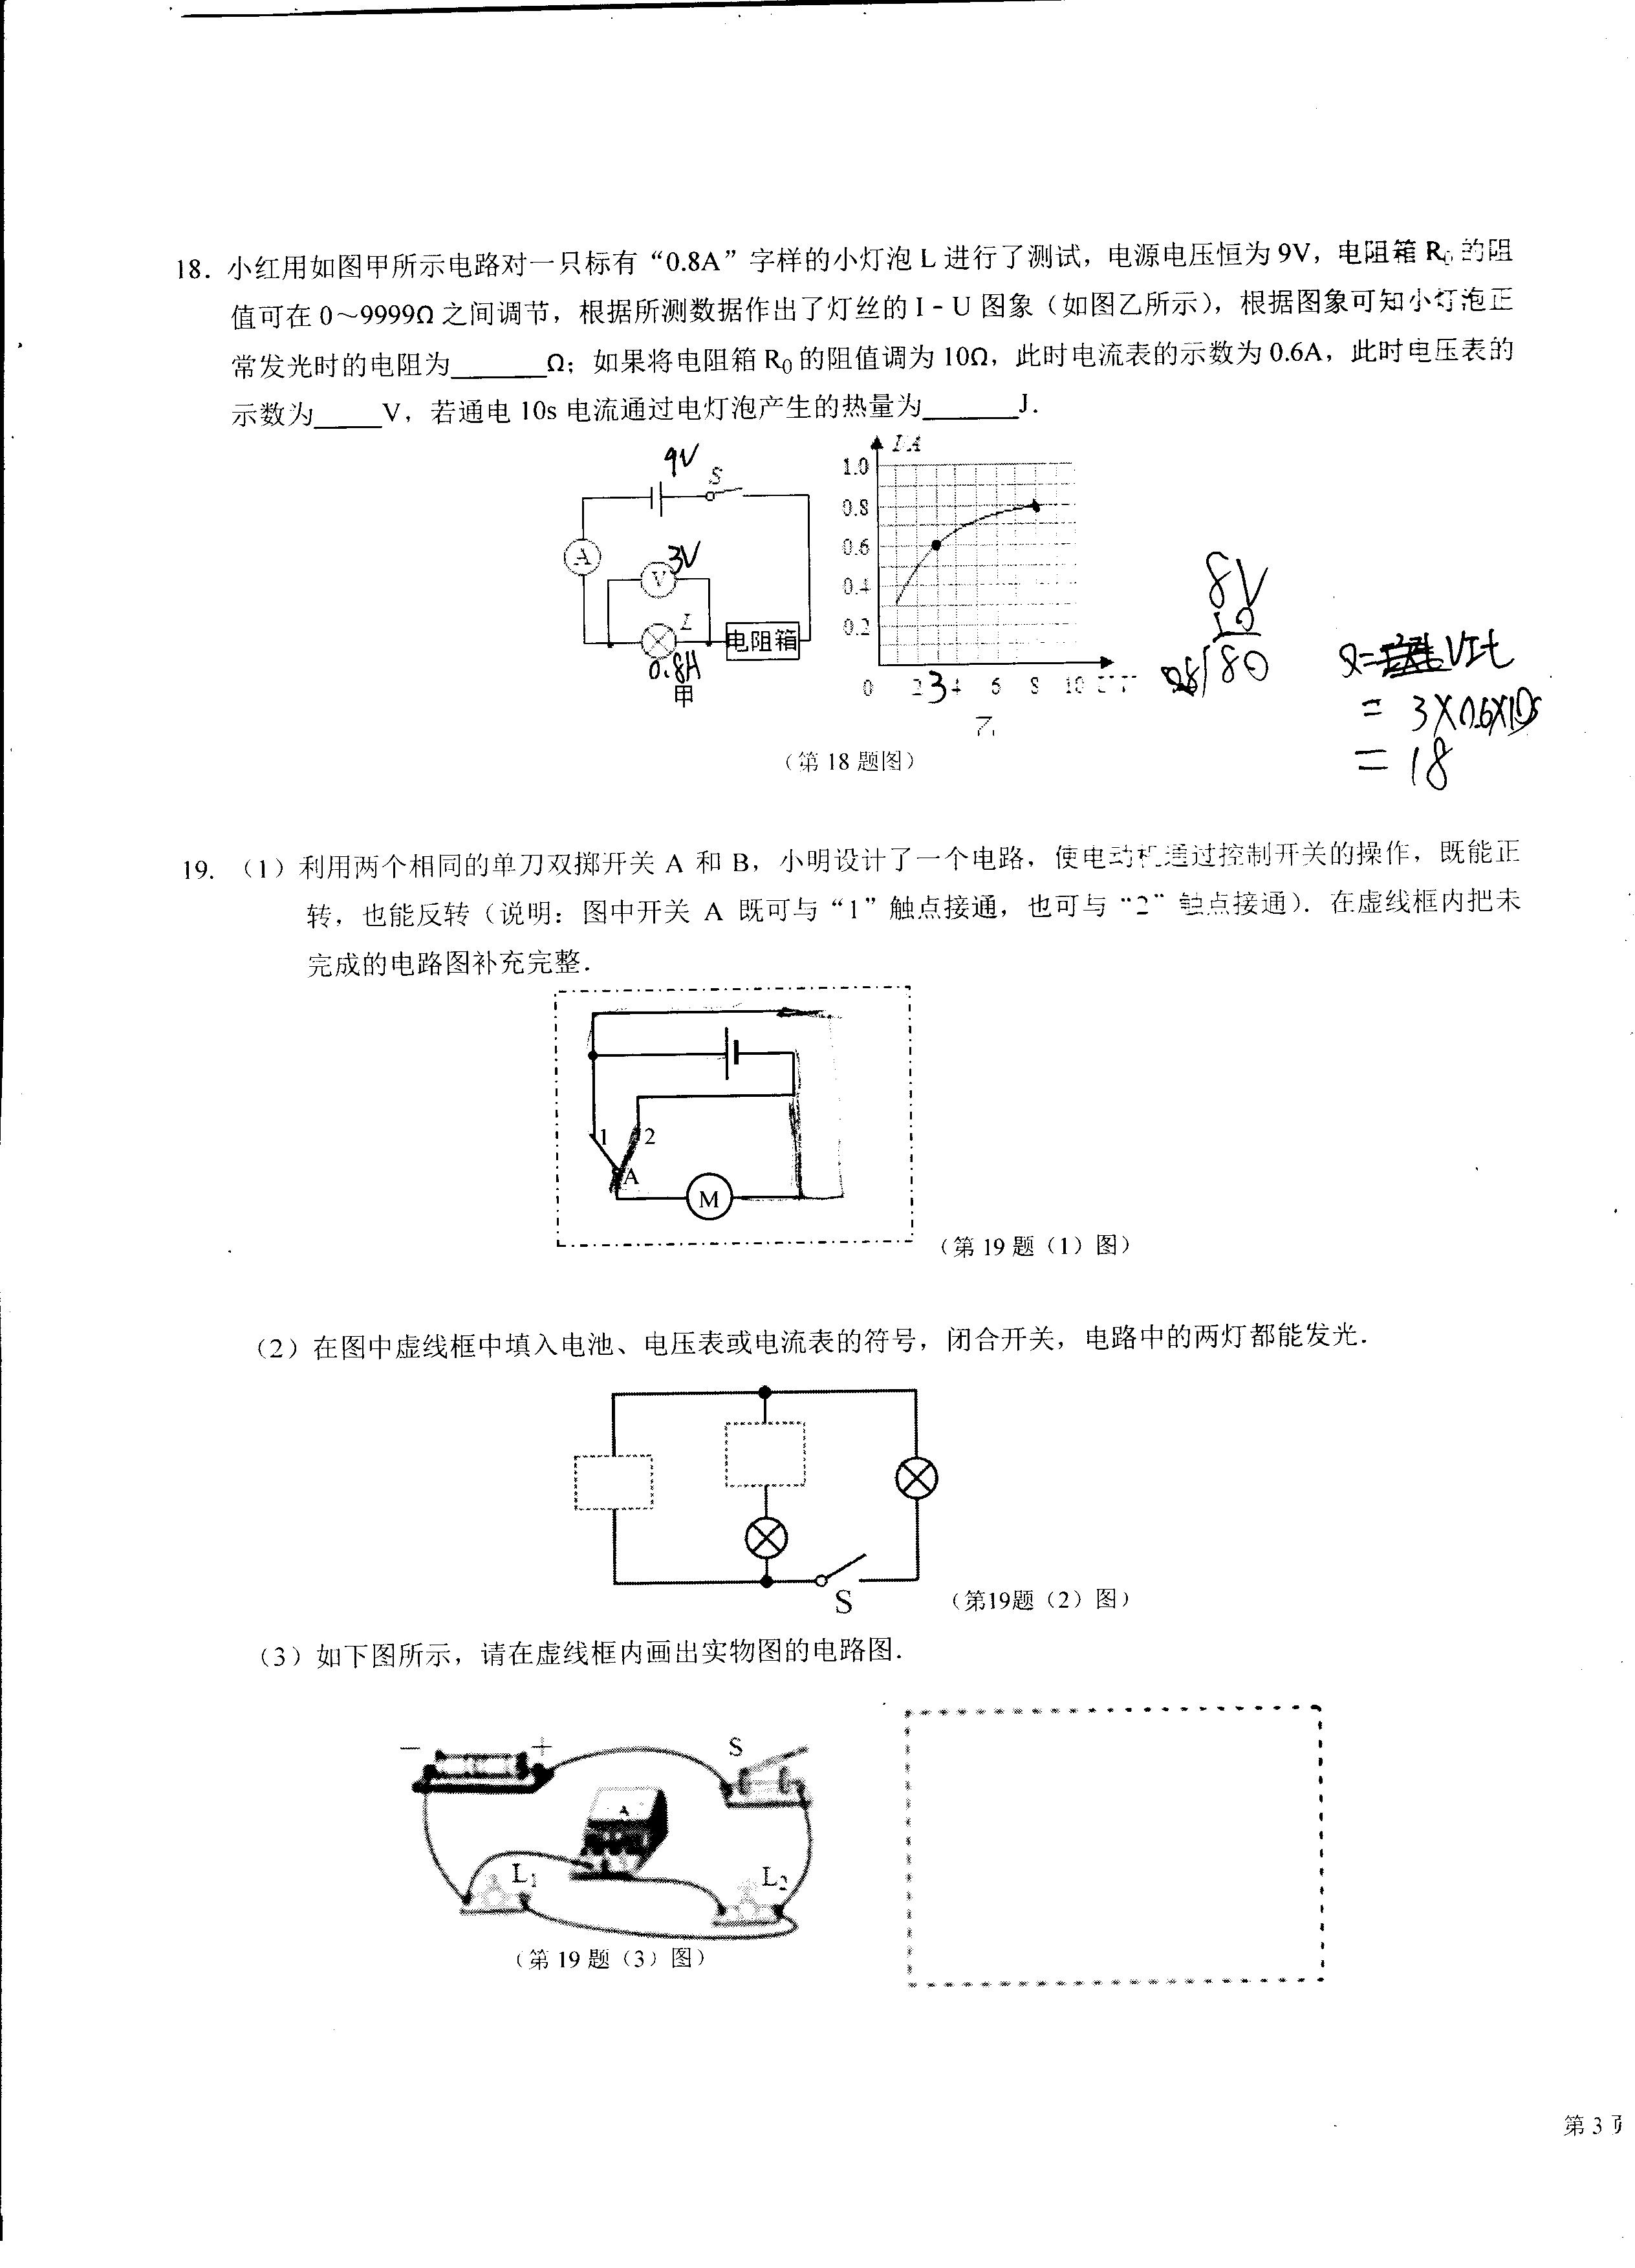 18. 小红用如图甲所示电路对一只标有“0.8A”字样的小灯泡 L 进行了测试，电源电压恒为 9V，电阻箱 R₀ 的阻
值可在 0～9999Ω 之间调节，根据所测数据作出了灯丝的 I - U 图象（如图乙所示），根据图象可知小灯泡正
常发光时的电阻为______Ω；如果将电阻箱 R₀ 的阻值调为 10Ω，此时电流表的示数为 0.6A，此时电压表的
示数为____V，若通电 10s 电流通过电灯泡产生的热量为______J.
9V
S
A
3V
V
L
电阻箱
0.8A
甲
I/A
1.0
0.8
0.6
0.4
0.2
0 2 3 4 6 8 10 U/V
乙
8V
10
80
Q= UIt
= 3×0.6×10s
= 18
（第 18 题图）
19. （1）利用两个相同的单刀双掷开关 A 和 B，小明设计了一个电路，使电动机通过控制开关的操作，既能正
转，也能反转（说明：图中开关 A 既可与“1”触点接通，也可与“2”触点接通）. 在虚线框内把未
完成的电路图补充完整.
1 2
A
M
（第 19 题（1）图）
（2）在图中虚线框中填入电池、电压表或电流表的符号，闭合开关，电路中的两灯都能发光.
S
（第19题（2）图）
（3）如下图所示，请在虚线框内画出实物图的电路图.
− + S
A
L₁ L₂
（第 19 题（3）图）
第 3 页